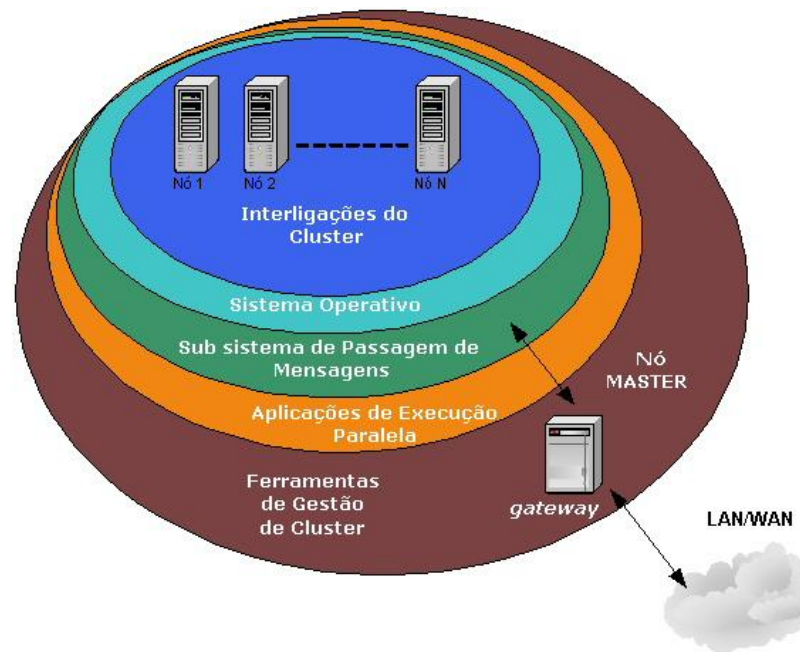 Nó 1
Nó 2
Nó N
Interligações do
Cluster
Sistema Operativo
Sub sistema de Passagem de
Mensagens
Nó
MASTER
Aplicações de Execução
Paralela
Ferramentas
de Gestão
de Cluster
gateway
LAN/WAN